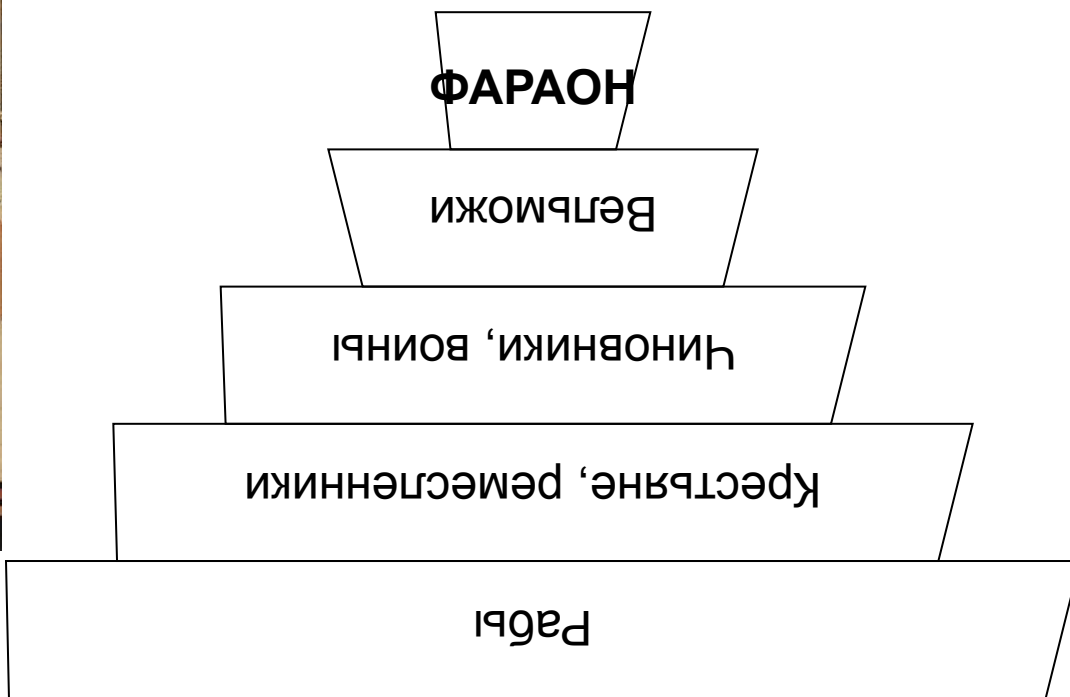 ФАРАОН
Вельможи
Чиновники, воины
Крестьяне, ремесленники
Рабы